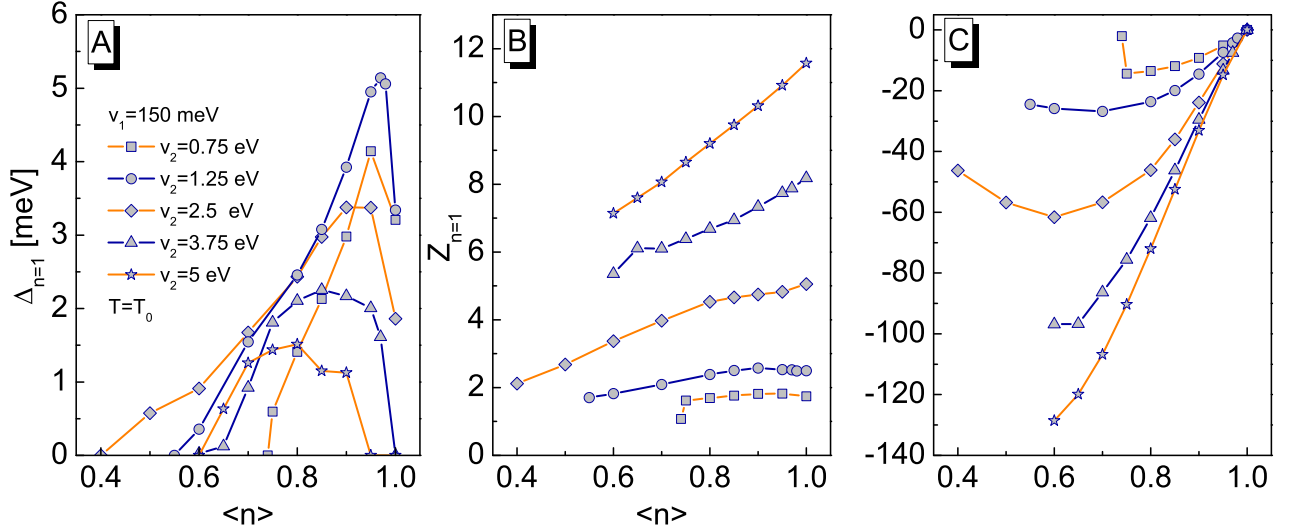 A
B
C
6
5
4
3
2
1
0
Δn=1 [meV]
v1=150 meV
v2=0.75 eV
v2=1.25 eV
v2=2.5 eV
v2=3.75 eV
v2=5 eV
T=T0
0.4 0.6 0.8 1.0
<n>
12
10
8
6
4
2
0
Zn=1
0.4 0.6 0.8 1.0
<n>
0
-20
-40
-60
-80
-100
-120
-140
0.4 0.6 0.8 1.0